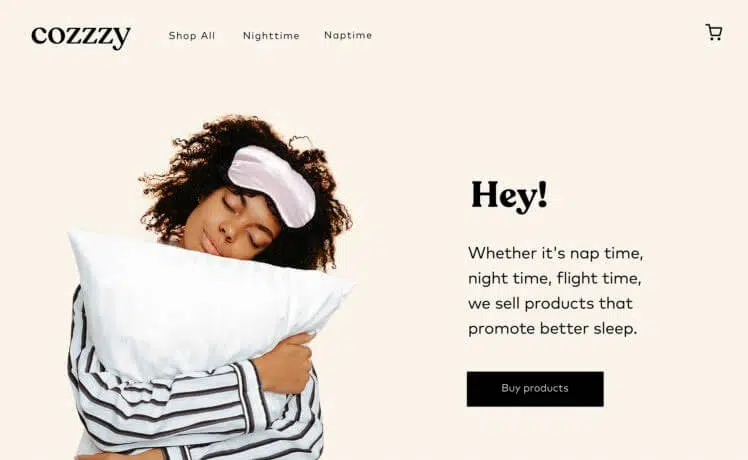 cozzzy
Shop All
Nighttime
Naptime
Hey!
Whether it's nap time,
night time, flight time,
we sell products that
promote better sleep.
Buy products